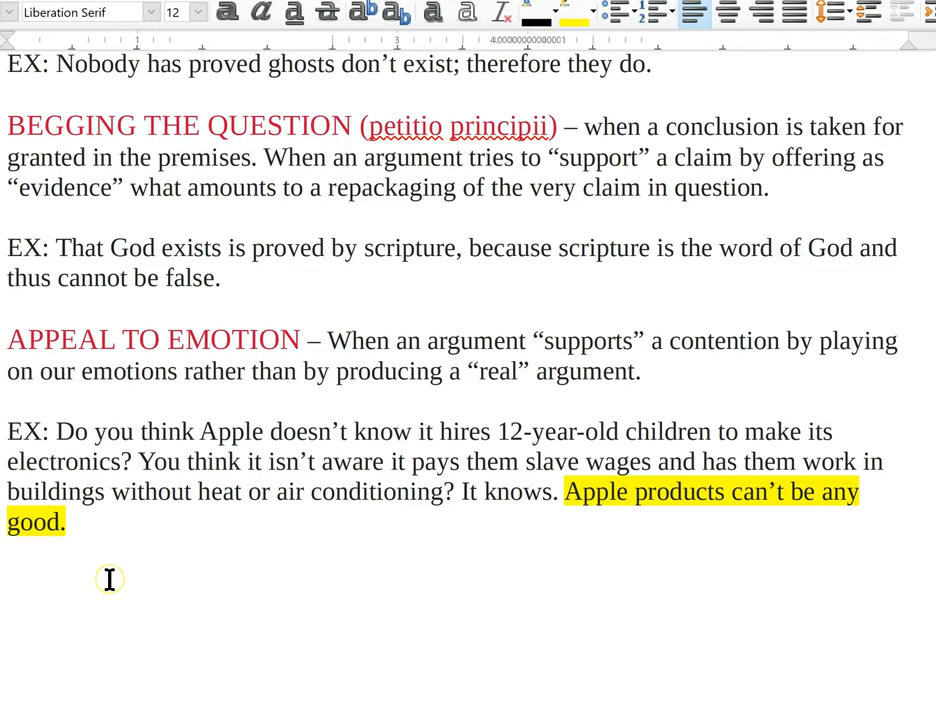 Liberation Serif 12
1 3 4.0000000000001
EX: Nobody has proved ghosts don’t exist; therefore they do.
BEGGING THE QUESTION (petitio principii) – when a conclusion is taken for
granted in the premises. When an argument tries to “support” a claim by offering as
“evidence” what amounts to a repackaging of the very claim in question.
EX: That God exists is proved by scripture, because scripture is the word of God and
thus cannot be false.
APPEAL TO EMOTION – When an argument “supports” a contention by playing
on our emotions rather than by producing a “real” argument.
EX: Do you think Apple doesn’t know it hires 12-year-old children to make its
electronics? You think it isn’t aware it pays them slave wages and has them work in
buildings without heat or air conditioning? It knows. Apple products can’t be any
good.